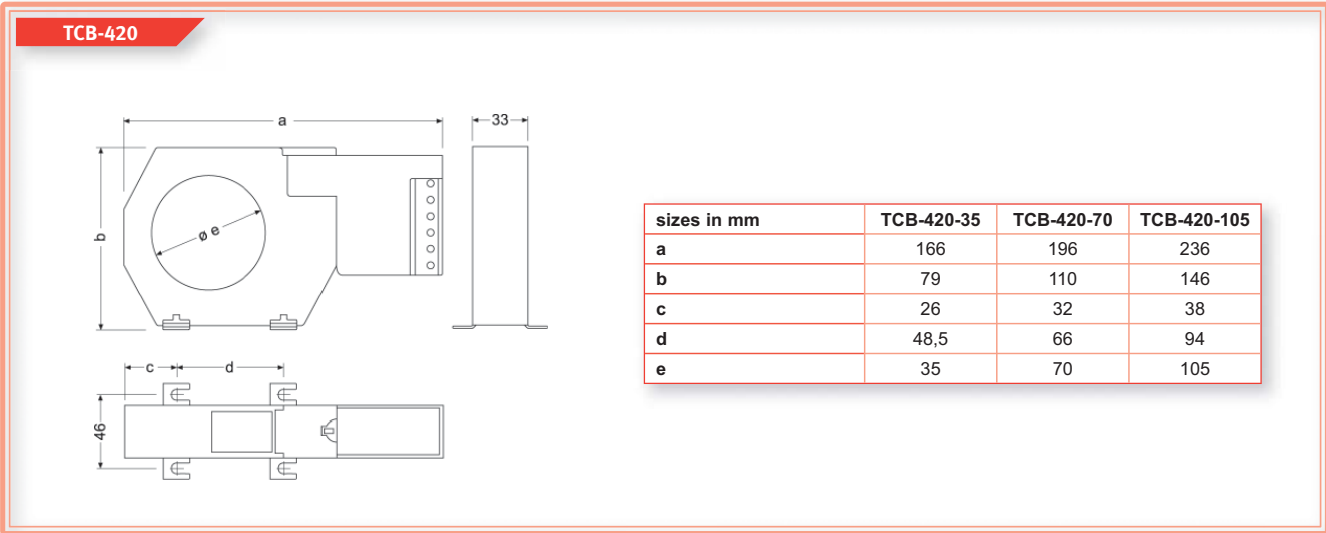 TCB-420
a
33
b
ø e
c
d
46
sizes in mm TCB-420-35 TCB-420-70 TCB-420-105
a 166 196 236
b 79 110 146
c 26 32 38
d 48,5 66 94
e 35 70 105